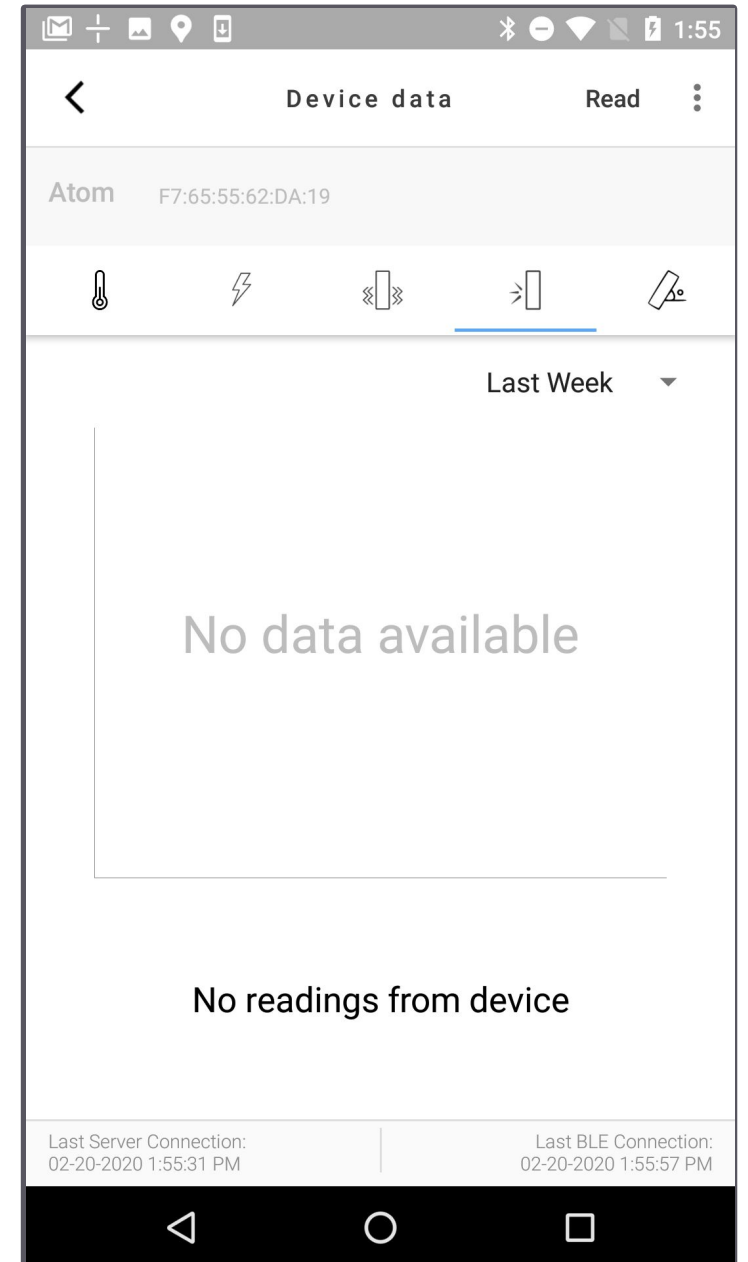 1:55
Device data Read
Atom F7:65:55:62:DA:19
Last Week
No data available
No readings from device
Last Server Connection:
02-20-2020 1:55:31 PM
Last BLE Connection:
02-20-2020 1:55:57 PM